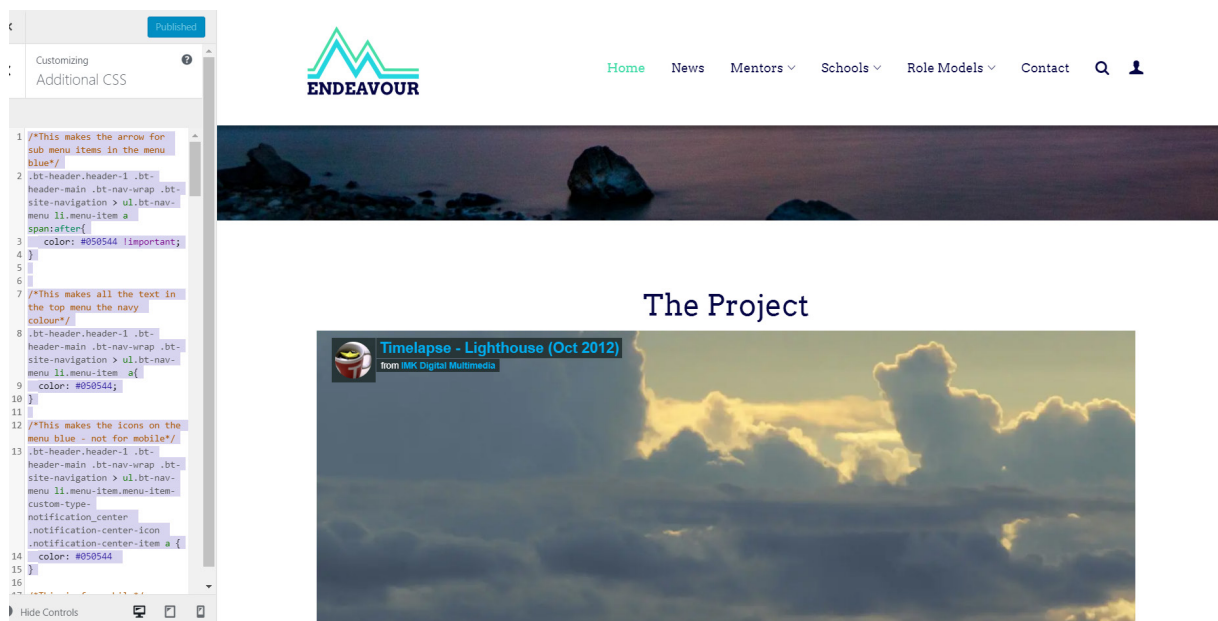 Published
Customizing
Additional CSS
1 /*This makes the arrow for
sub menu items in the menu
blue*/
2 .bt-header.header-1 .bt-
header-main .bt-nav-wrap .bt-
site-navigation > ul.bt-nav-
menu li.menu-item a
span:after{
3 color: #050544 !important;
4 }
5
6
7 /*This makes all the text in
the top menu the navy
colour*/
8 .bt-header.header-1 .bt-
header-main .bt-nav-wrap .bt-
site-navigation > ul.bt-nav-
menu li.menu-item a{
9 color: #050544;
10 }
11
12 /*This makes the icons on the
menu blue - not for mobile*/
13 .bt-header.header-1 .bt-
header-main .bt-nav-wrap .bt-
site-navigation > ul.bt-nav-
menu li.menu-item.menu-item-
custom-type-
notification_center
.notification-center-icon
.notification-center-item a {
14 color: #050544
15 }
16
Hide Controls
ENDEAVOUR
Home News Mentors Schools Role Models Contact
The Project
Timelapse - Lighthouse (Oct 2012)
from IMK Digital Multimedia